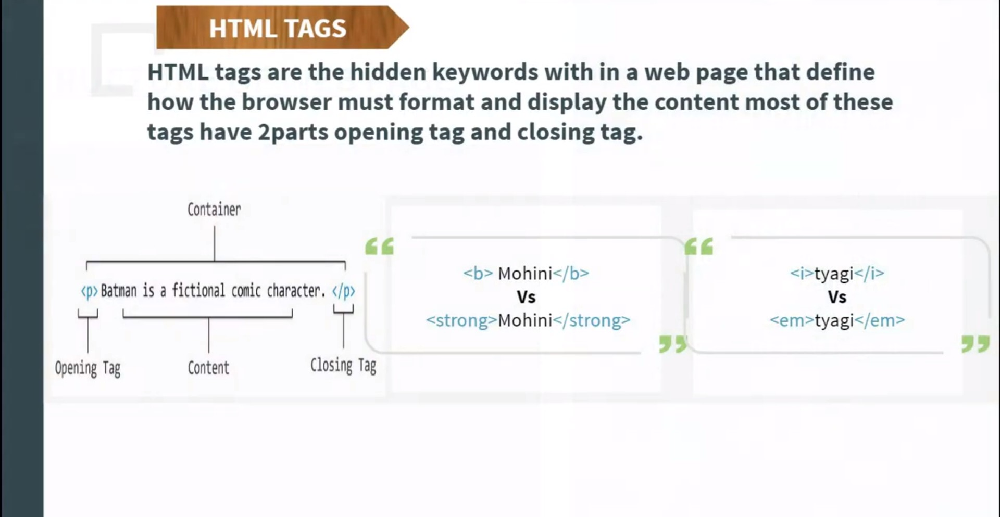 HTML TAGS
HTML tags are the hidden keywords with in a web page that define
how the browser must format and display the content most of these
tags have 2parts opening tag and closing tag.
Container
<p>Batman is a fictional comic character. </p>
Opening Tag
Content
Closing Tag
“
<b> Mohini</b>
Vs
<strong>Mohini</strong>
”
“
<i>tyagi</i>
Vs
<em>tyagi</em>
”